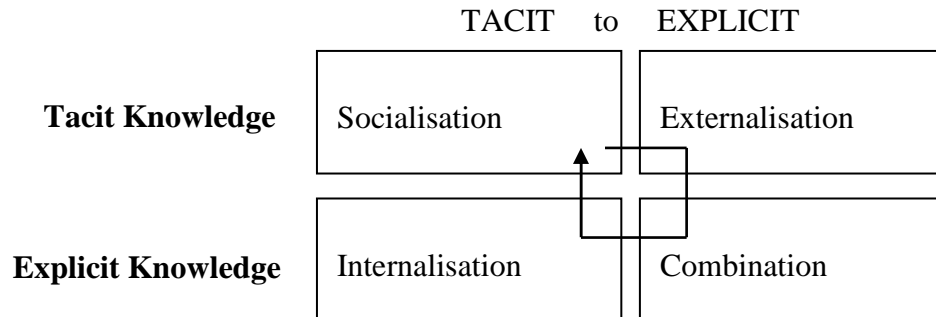 TACIT to EXPLICIT
Tacit Knowledge Socialisation Externalisation
Explicit Knowledge Internalisation Combination